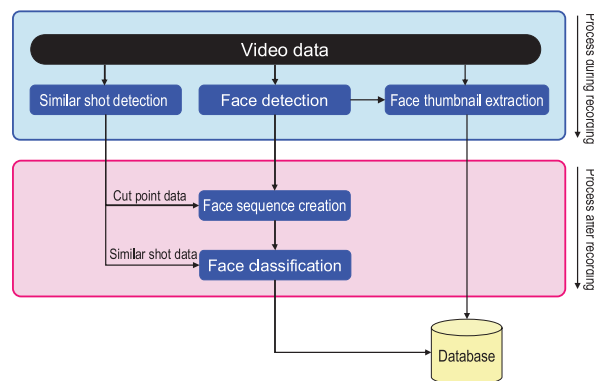 Video data
Similar shot detection
Face detection
Face thumbnail extraction
Process during recording
Cut point data
Face sequence creation
Similar shot data
Face classification
Process after recording
Database